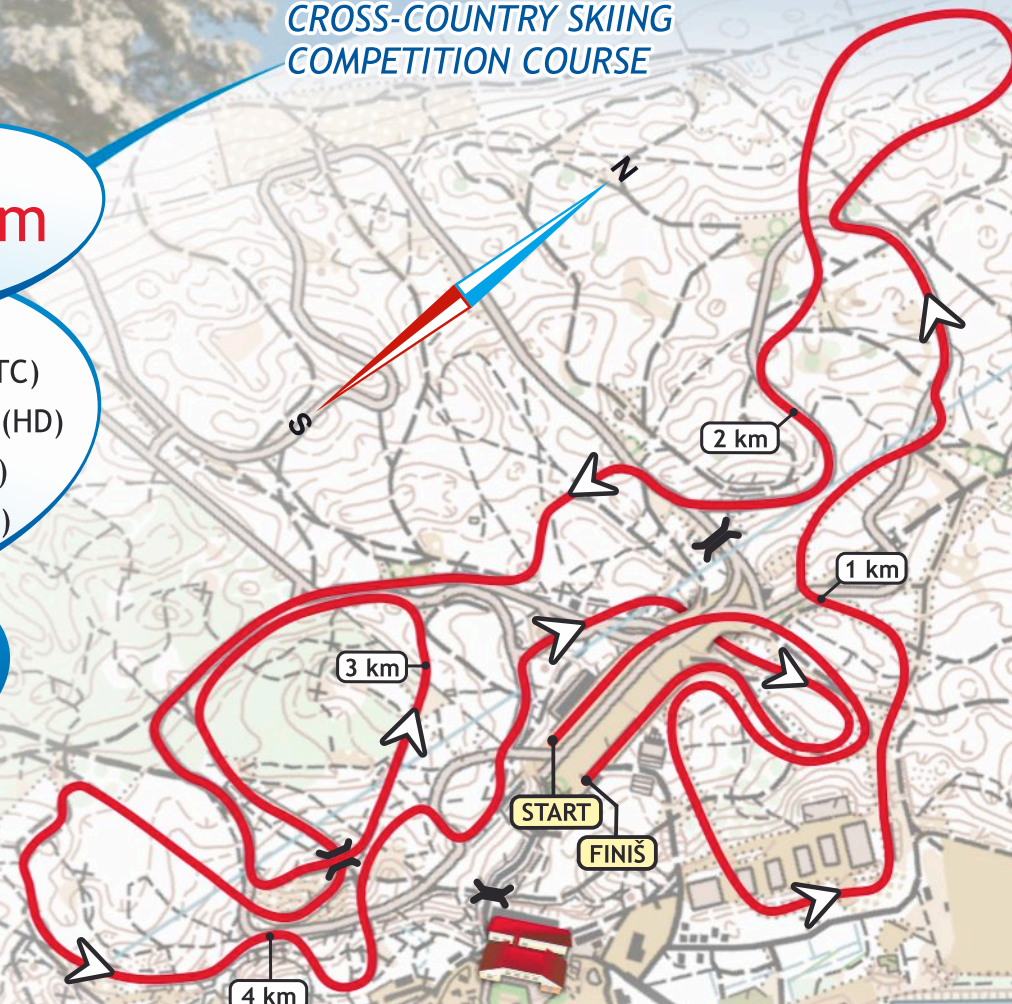 CROSS-COUNTRY SKIING
COMPETITION COURSE
m
TC)
(HD)
)
)
N
S
2 km
1 km
3 km
START
FINIŠ
4 km